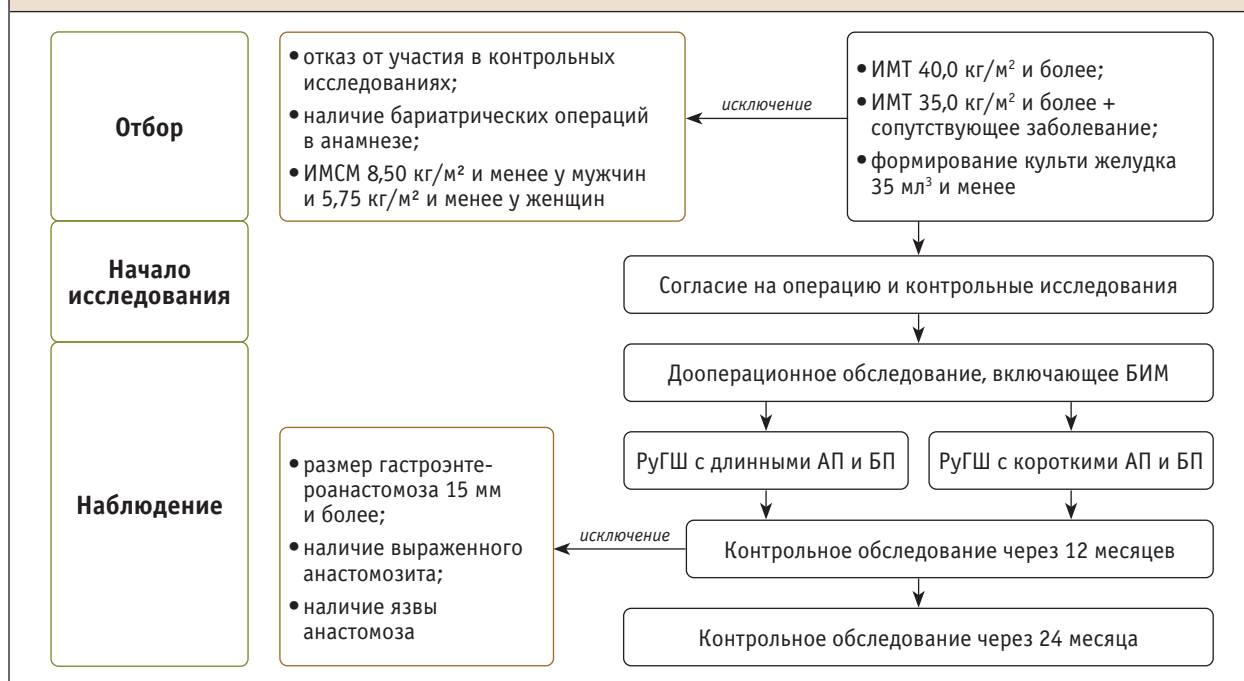 Отбор
• отказ от участия в контрольных
исследованиях;
• наличие бариатрических операций
в анамнезе;
• ИМСМ 8,50 кг/м² и менее у мужчин
и 5,75 кг/м² и менее у женщин
исключение
• ИМТ 40,0 кг/м² и более;
• ИМТ 35,0 кг/м² и более +
сопутствующее заболевание;
• формирование культи желудка
35 мл³ и менее
Начало
исследования
Согласие на операцию и контрольные исследования
Наблюдение
Дооперационное обследование, включающее БИМ
РуГШ с длинными АП и БП
РуГШ с короткими АП и БП
• размер гастроэнте-
роанастомоза 15 мм
и более;
• наличие выраженного
анастомозита;
• наличие язвы
анастомоза
исключение
Контрольное обследование через 12 месяцев
Контрольное обследование через 24 месяца